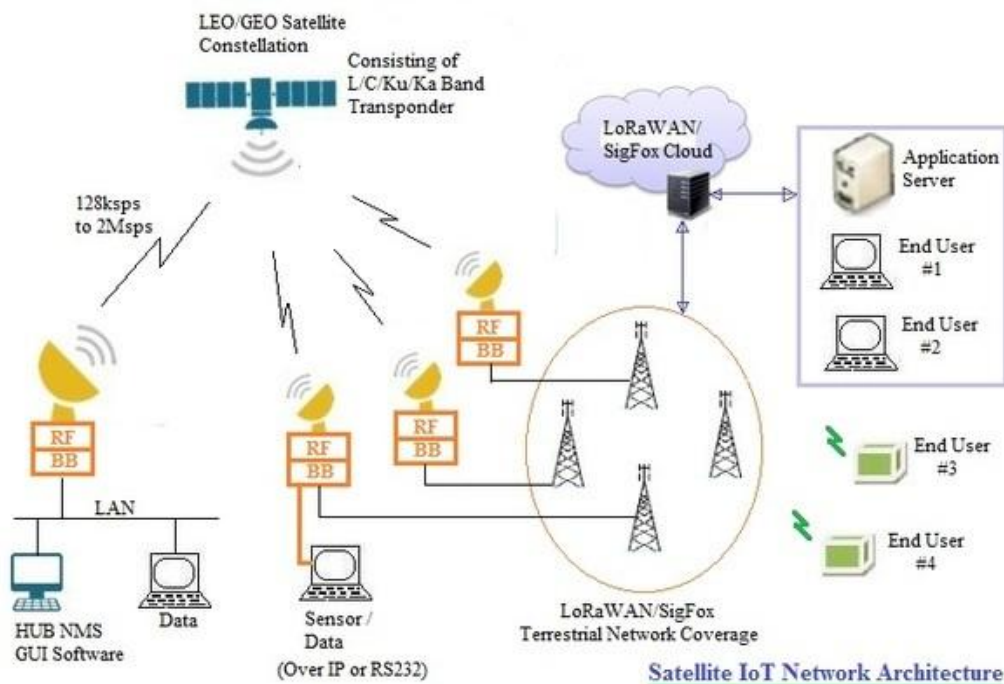 LEO/GEO Satellite
Constellation
Consisting of
L/C/Ku/Ka Band
Transponder
128ksps
to 2Msps
LoRaWAN/
SigFox Cloud
Application
Server
End User
#1
End User
#2
RF
BB
RF
BB
RF
BB
RF
BB
End User
#3
End User
#4
LAN
HUB NMS
GUI Software
Data
Sensor /
Data
(Over IP or RS232)
LoRaWAN/SigFox
Terrestrial Network Coverage
Satellite IoT Network Architecture